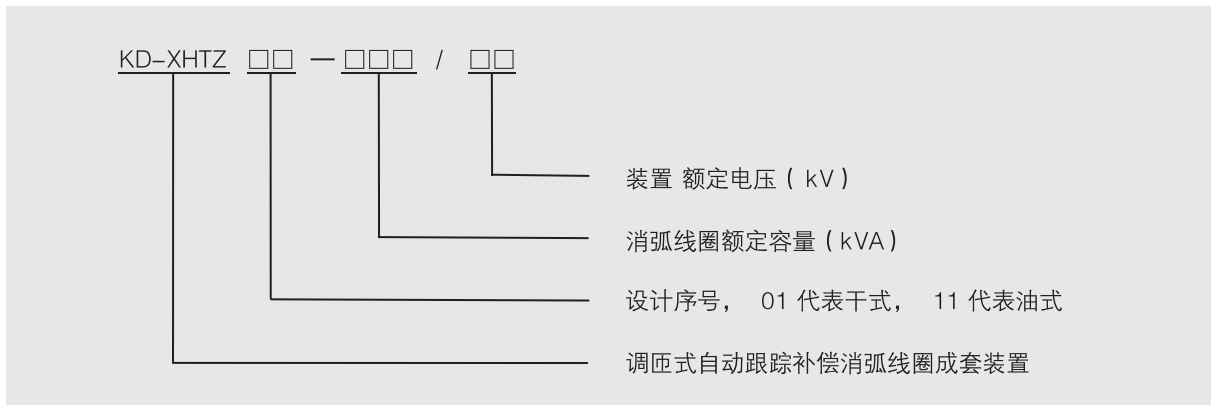 KD-XHTZ □□ — □□□ / □□
装置 额定电压（kV）
消弧线圈额定容量（kVA）
设计序号， 01 代表干式， 11 代表油式
调匝式自动跟踪补偿消弧线圈成套装置